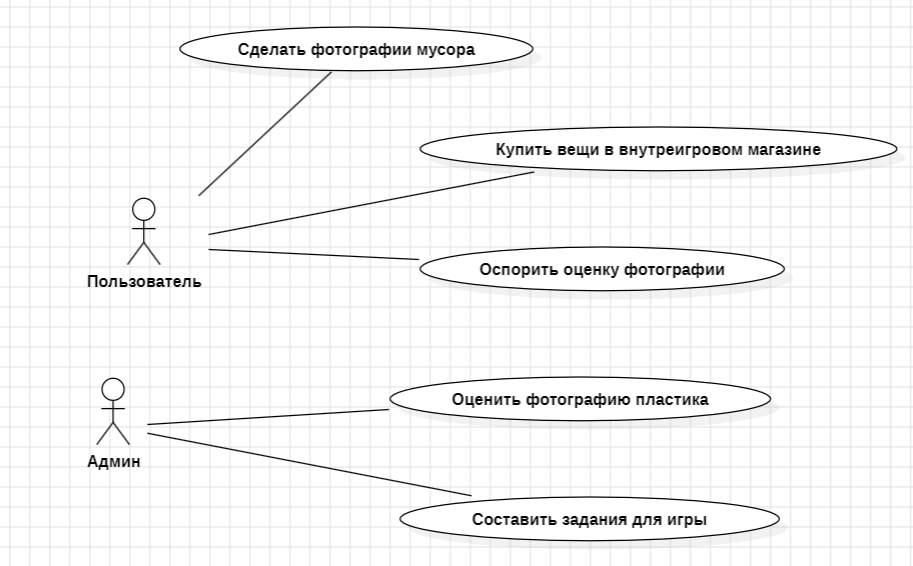 Сделать фотографии мусора
Купить вещи в внутреигровом магазине
Оспорить оценку фотографии
Пользователь
Оценить фотографию пластика
Админ
Составить задания для игры